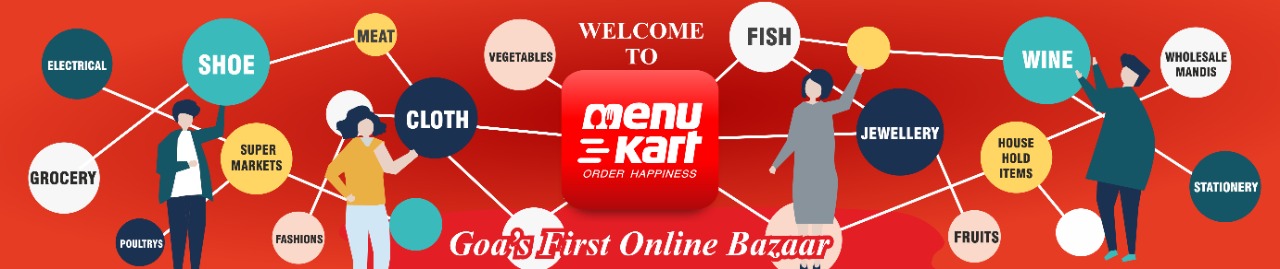 ELECTRICAL
SHOE
MEAT
GROCERY
SUPER
MARKETS
POULTRYS
CLOTH
FASHIONS
VEGETABLES
WELCOME
TO
menu
kart
ORDER HAPPINESS
Goa's First Online Bazaar
FISH
JEWELLERY
WINE
WHOLESALE
MANDIS
HOUSE
HOLD
ITEMS
STATIONERY
FRUITS